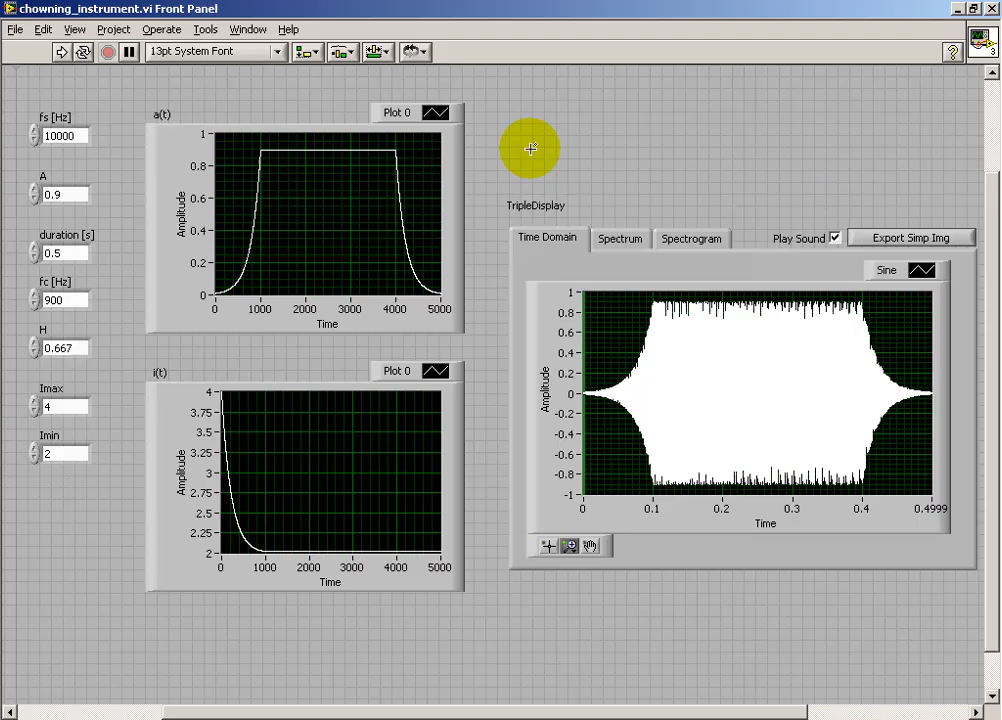 chowning_instrument.vi Front Panel
File Edit View Project Operate Tools Window Help
13pt System Font
?
3
fs [Hz]
10000
A
0.9
duration [s]
0.5
fc [Hz]
900
H
0.667
Imax
4
Imin
2
a(t)
Plot 0
1
0.8
0.6
0.4
0.2
0
Amplitude
0 1000 2000 3000 4000 5000
Time
i(t)
Plot 0
4
3.75
3.5
3.25
3
2.75
2.5
2.25
2
Amplitude
0 1000 2000 3000 4000 5000
Time
TripleDisplay
Time Domain Spectrum Spectrogram Play Sound Export Simp Img
Sine
1
0.8
0.6
0.4
0.2
0
-0.2
-0.4
-0.6
-0.8
-1
Amplitude
0 0.1 0.2 0.3 0.4 0.4999
Time